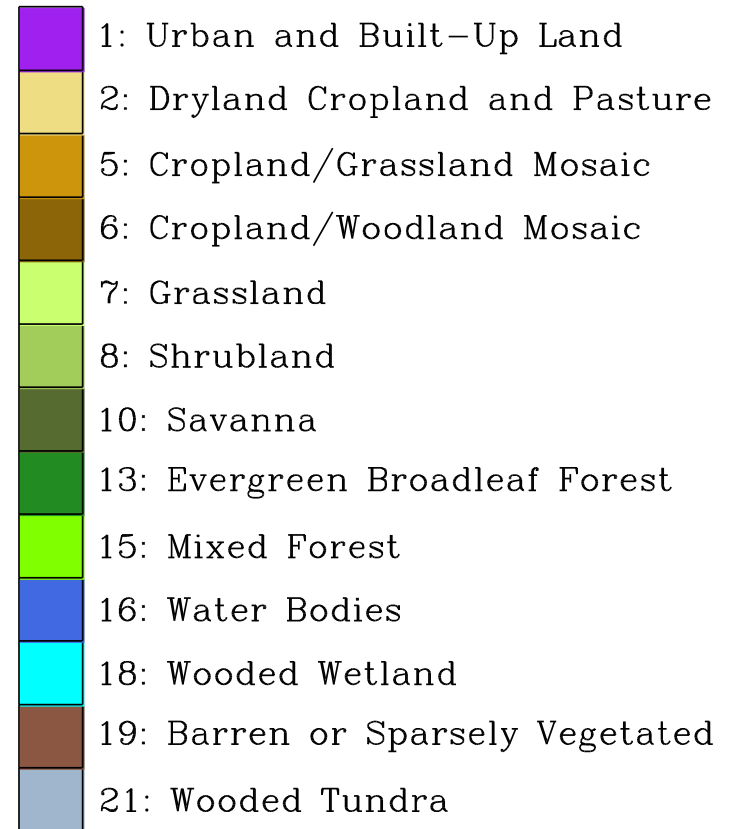 1: Urban and Built-Up Land
2: Dryland Cropland and Pasture
5: Cropland/Grassland Mosaic
6: Cropland/Woodland Mosaic
7: Grassland
8: Shrubland
10: Savanna
13: Evergreen Broadleaf Forest
15: Mixed Forest
16: Water Bodies
18: Wooded Wetland
19: Barren or Sparsely Vegetated
21: Wooded Tundra